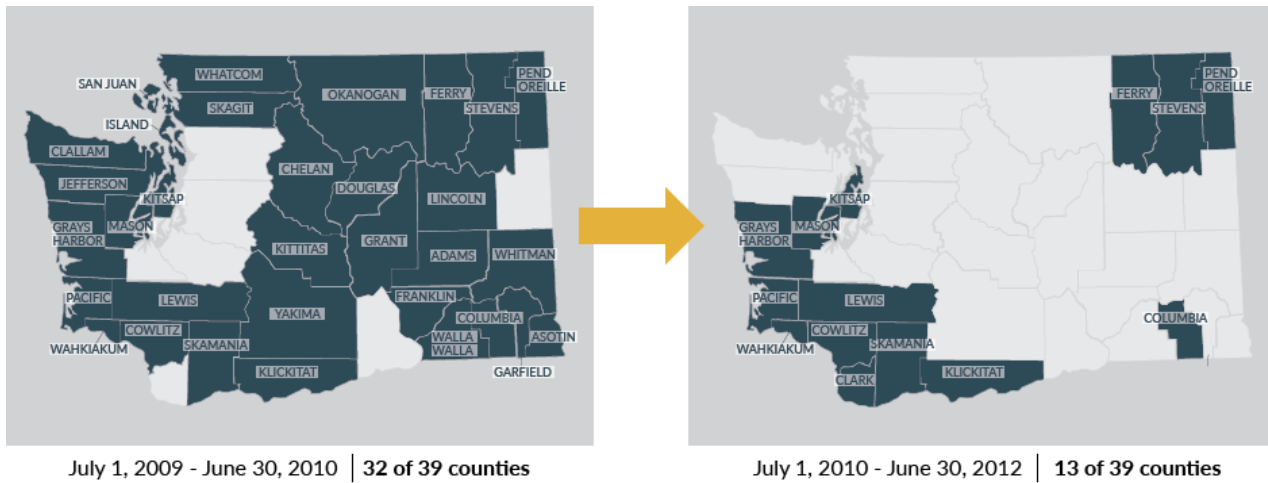 WHATCOM
SAN JUAN
SKAGIT
ISLAND
OKANOGAN
FERRY
STEVENS
PEND
OREILLE
CLALLAM
JEFFERSON
KITSAP
CHELAN
DOUGLAS
LINCOLN
GRAYS
HARBOR
MASON
KITTITAS
GRANT
ADAMS
WHITMAN
PACIFIC
LEWIS
YAKIMA
FRANKLIN
COLUMBIA
COWLITZ
WAHKIAKUM
SKAMANIA
WALLA
WALLA
ASOTIN
KLICKITAT
GARFIELD
July 1, 2009 - June 30, 2010 | 32 of 39 counties
FERRY
STEVENS
PEND
OREILLE
KITSAP
GRAYS
HARBOR
MASON
PACIFIC
LEWIS
COLUMBIA
COWLITZ
WAHKIAKUM
SKAMANIA
CLARK
KLICKITAT
July 1, 2010 - June 30, 2012 | 13 of 39 counties